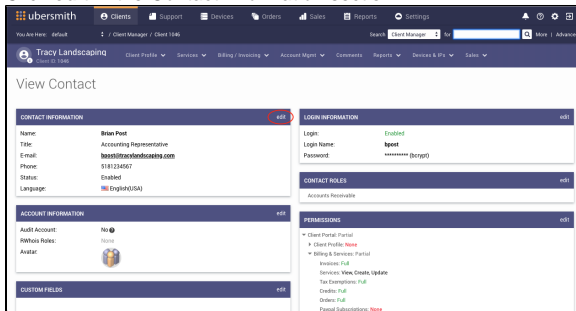 ubersmith Clients Support Devices Orders Sales Reports Settings
You Are Here: default / Client Manager / Client 1046 Search Client Manager for More | Advance
Tracy Landscaping
Client ID 1046
Client Profile Services Billing / Invoicing Account Mgmt Comments Reports Devices & IPs Sales
View Contact
CONTACT INFORMATION edit
Name: Brian Post
Title: Accounting Representative
E-mail: bpost@tracylandscaping.com
Phone: 5181234567
Status: Enabled
Language: English(USA)
ACCOUNT INFORMATION edit
Audit Account: No
RWhois Roles: None
Avatar:
CUSTOM FIELDS edit
LOGIN INFORMATION edit
Login: Enabled
Login Name: bpost
Password: ********** (bcrypt)
CONTACT ROLES edit
Accounts Receivable
PERMISSIONS edit
Client Portal: Partial
Client Profile: None
Billing & Services: Partial
Invoices: Full
Services: View, Create, Update
Tax Exemptions: Full
Credits: Full
Orders: Full
Paypal Subscriptions: None